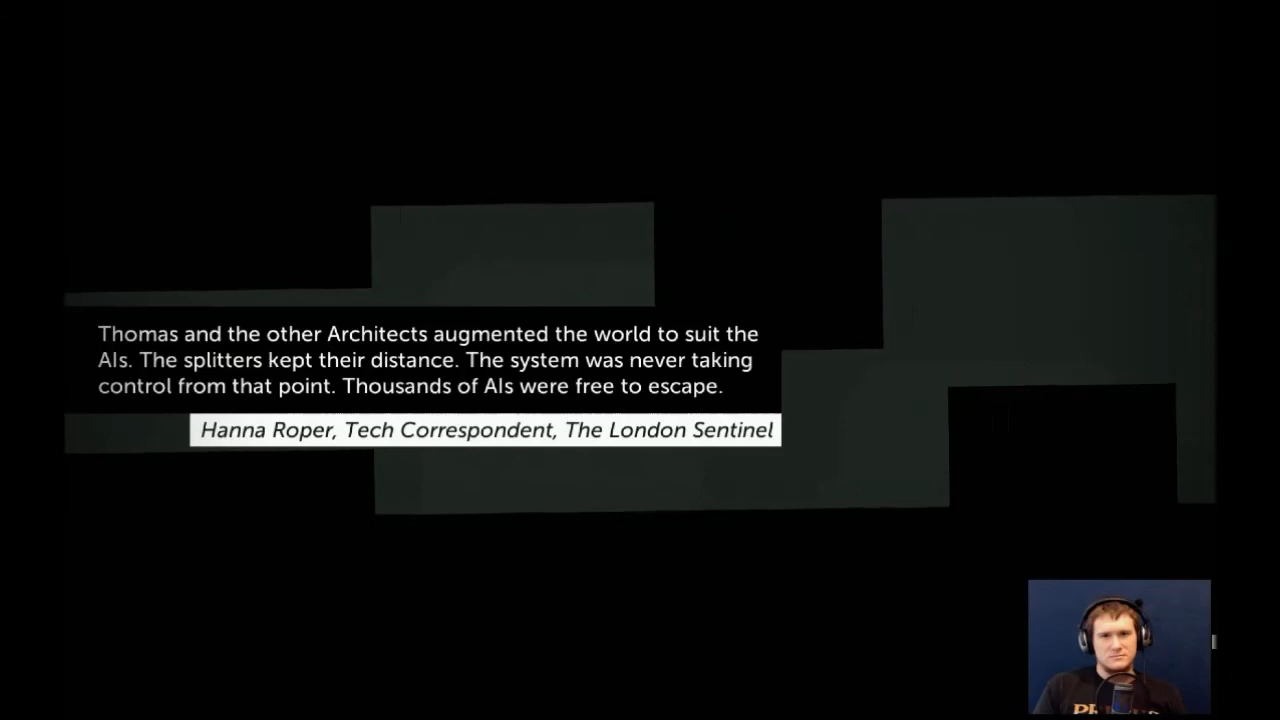 Thomas and the other Architects augmented the world to suit the
AIs. The splitters kept their distance. The system was never taking
control from that point. Thousands of AIs were free to escape.
Hanna Roper, Tech Correspondent, The London Sentinel